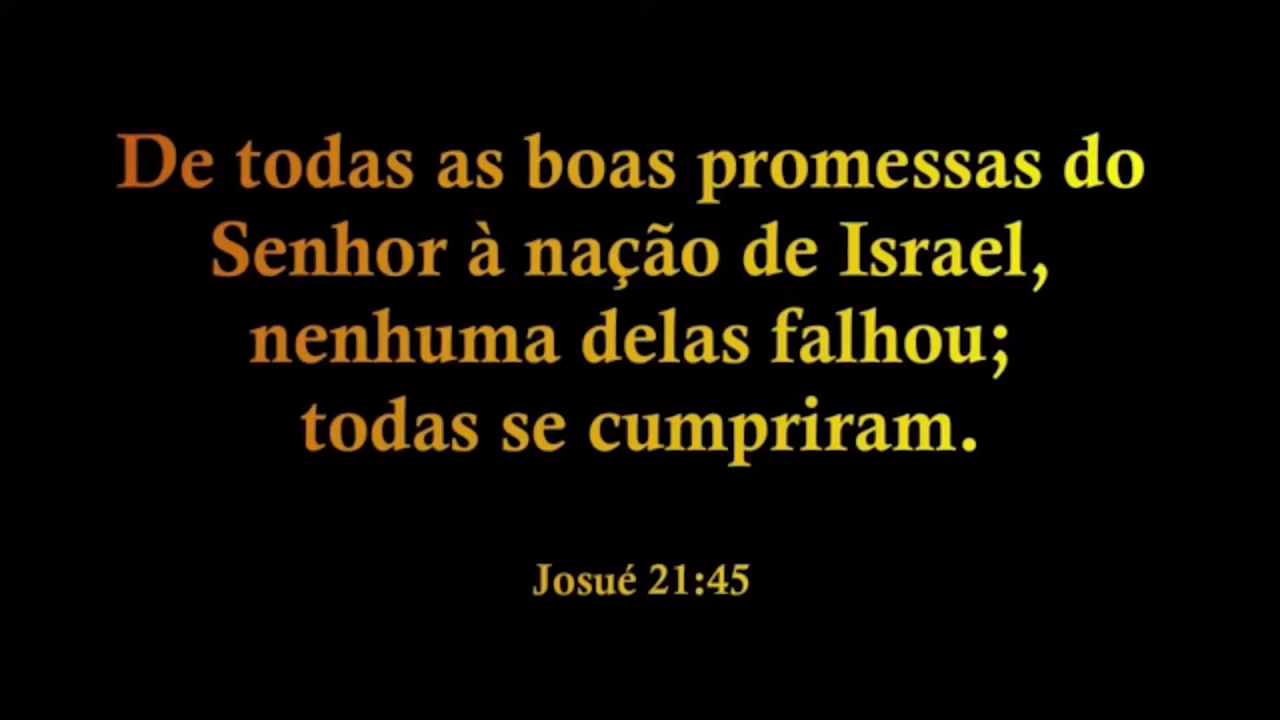 De todas as boas promessas do
Senhor à nação de Israel,
nenhuma delas falhou;
todas se cumpriram.
Josué 21:45